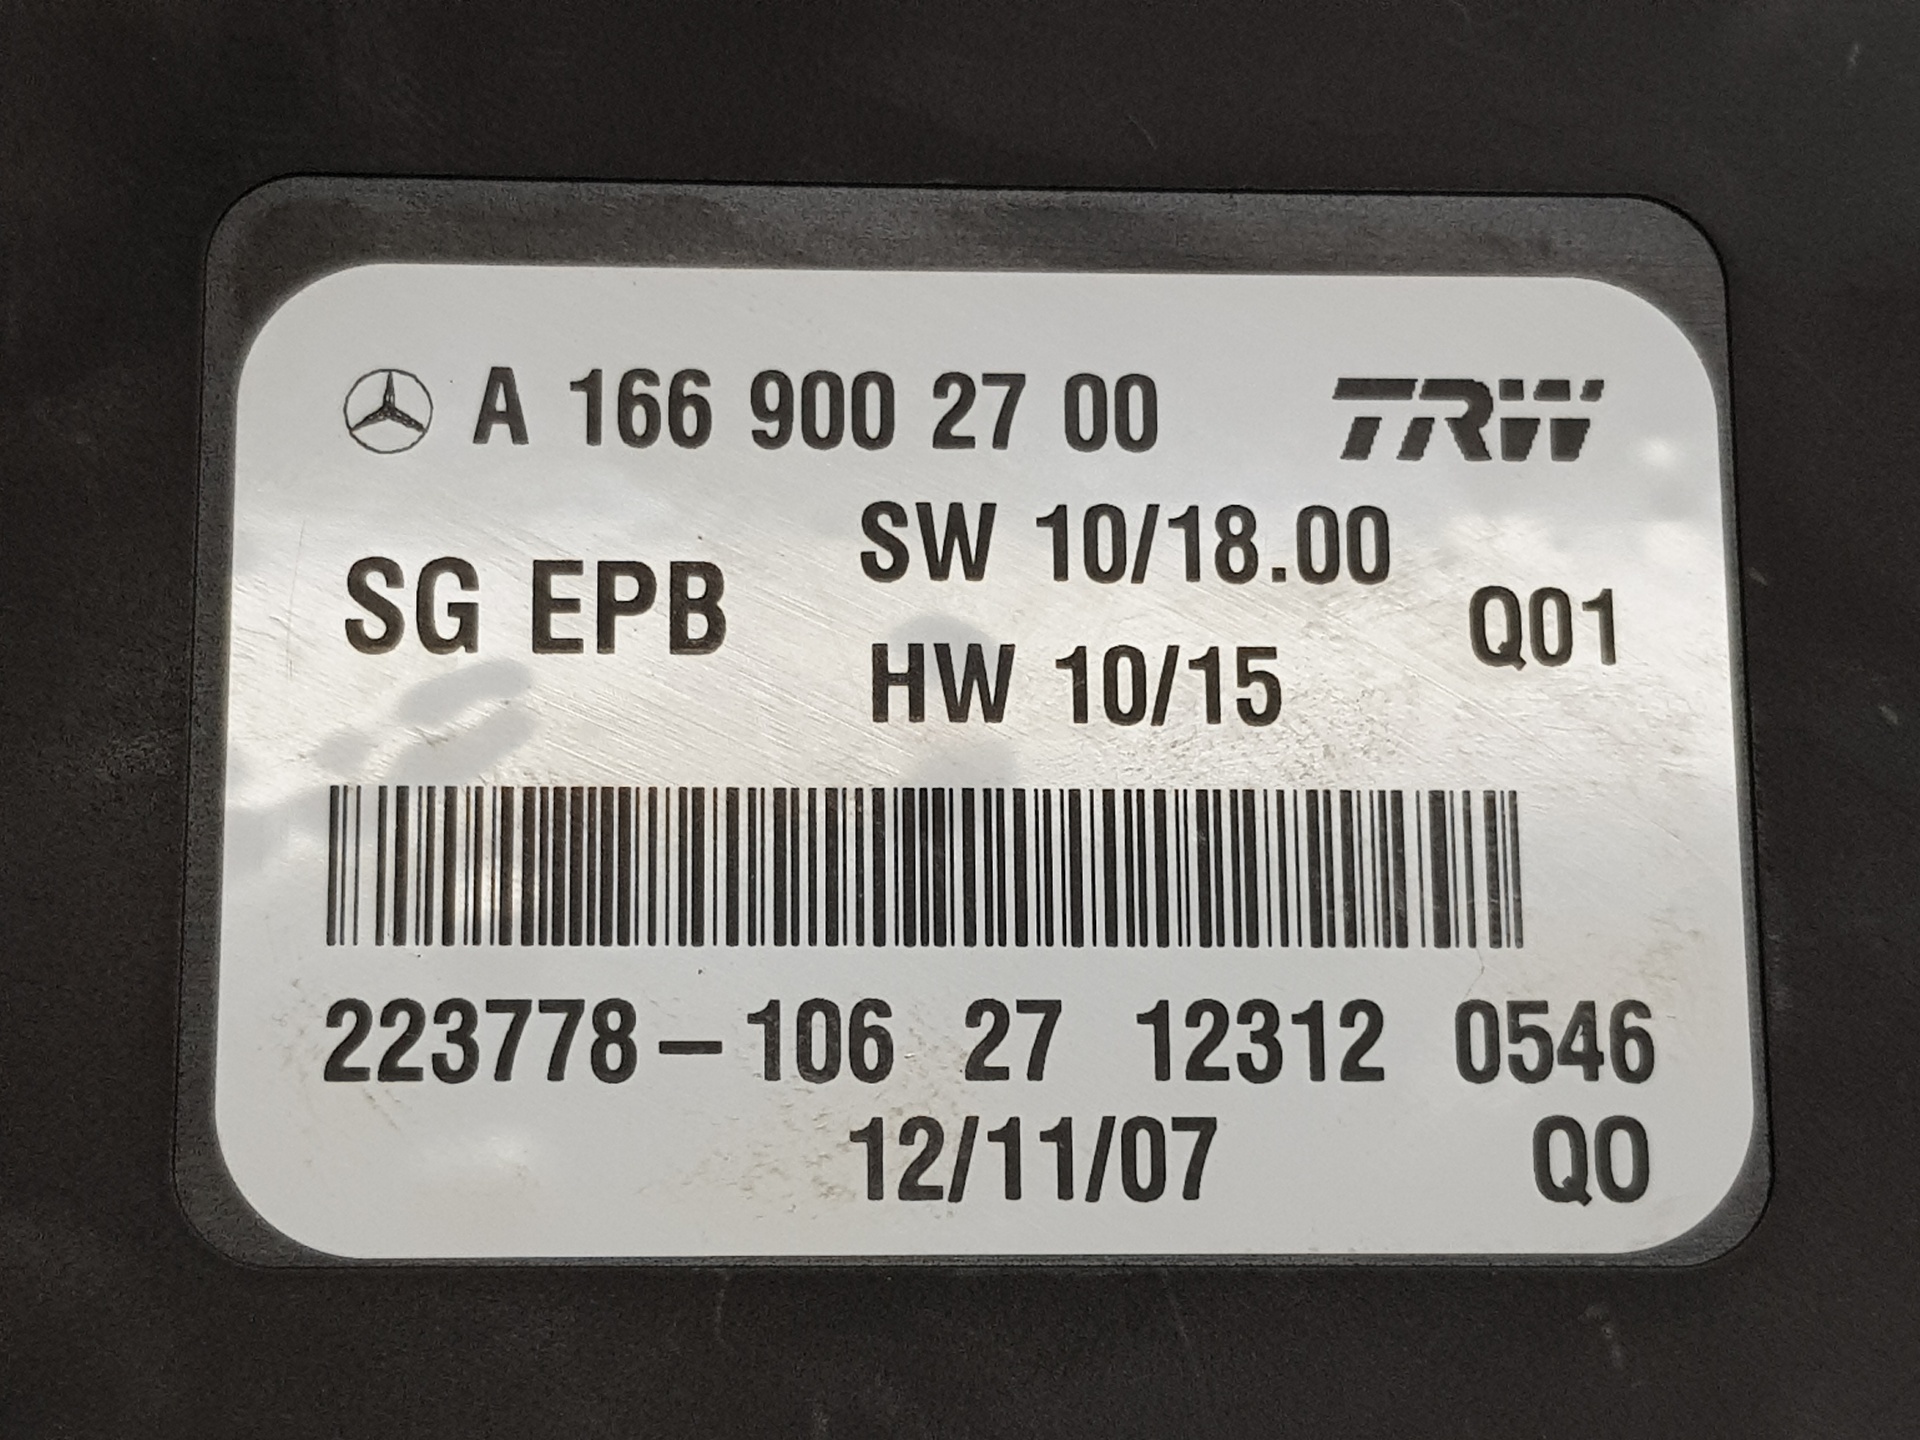 A 166 900 27 00 TRW
SW 10/18.00
SG EPB Q01
HW 10/15
223778-106 27 12312 0546
12/11/07 Q0